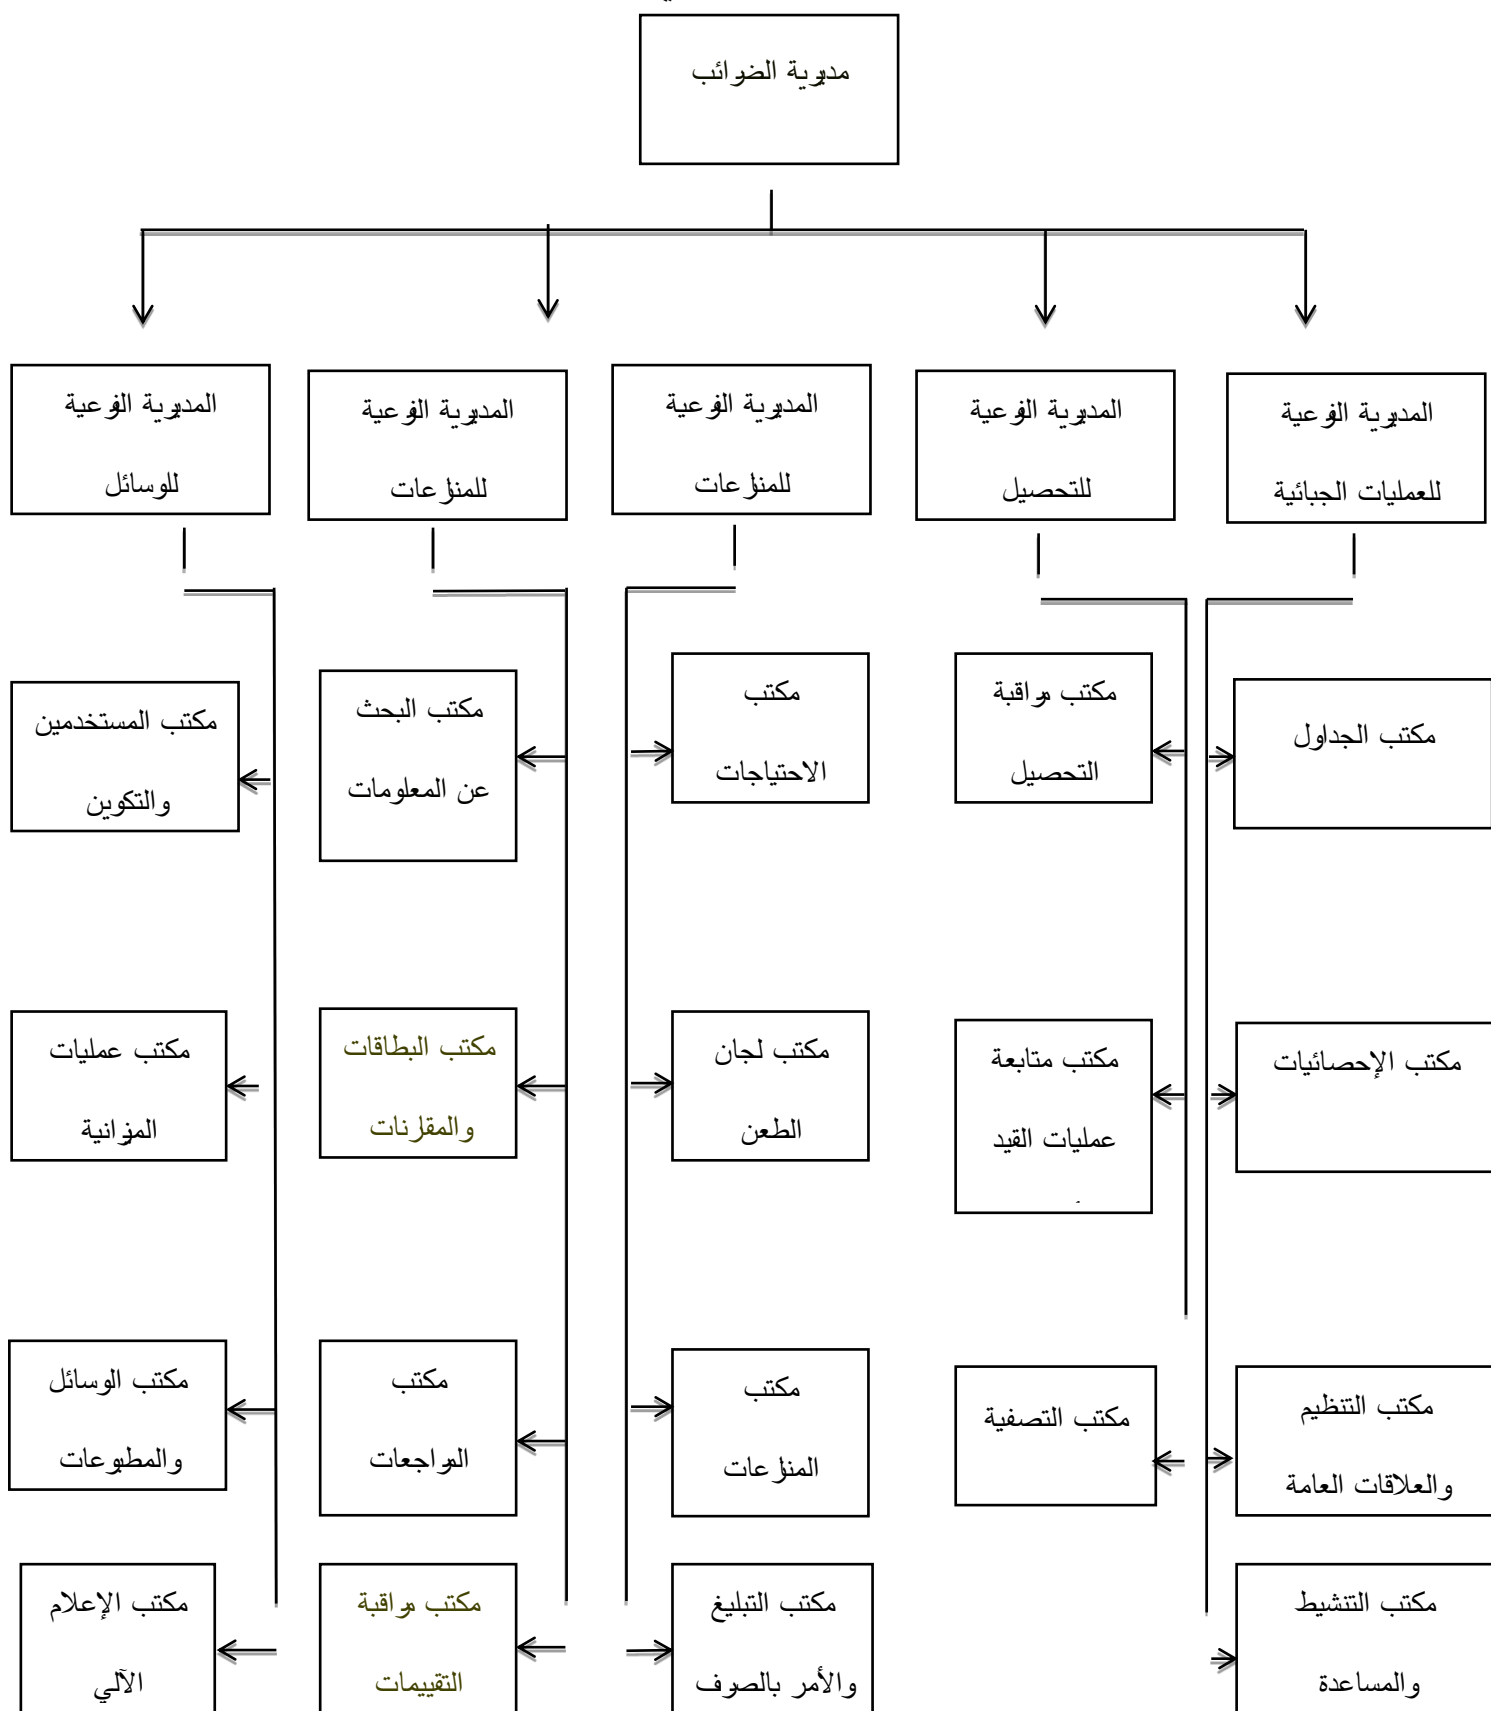 مديرية الضرائب
المديرية الفرعية
للعمليات الجبائية
المديرية الفرعية
للتحصيل
المديرية الفرعية
للمنازعات
المديرية الفرعية
للمنازعات
المديرية الفرعية
للوسائل
مكتب الجداول
مكتب مراقبة
التحصيل
مكتب
الاحتياجات
مكتب البحث
عن المعلومات
مكتب المستخدمين
والتكوين
مكتب الإحصائيات
مكتب متابعة
عمليات القيد
مكتب لجان
الطعن
مكتب البطاقات
والمقارنات
مكتب عمليات
الميزانية
مكتب التنظيم
والعلاقات العامة
مكتب التصفية
مكتب
المنازعات
مكتب
المراجعات
مكتب الوسائل
والمطبوعات
مكتب التنشيط
والمساعدة
مكتب التبليغ
والأمر بالصرف
مكتب مراقبة
التقييمات
مكتب الإعلام
الآلي